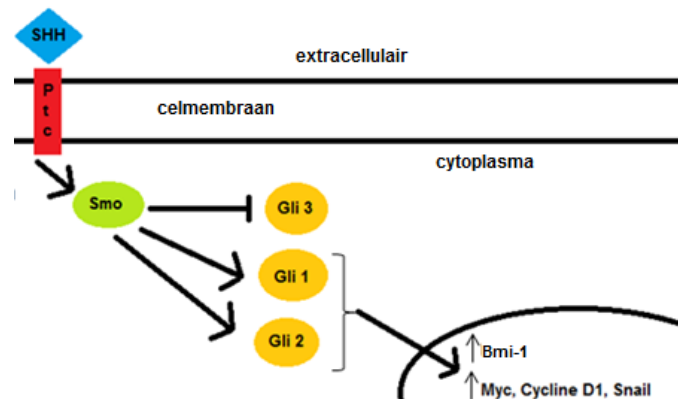 SHH
extracellulair
P
t
c
celmembraan
cytoplasma
Smo
Gli 3
Gli 1
Gli 2
Bmi-1
Myc, Cycline D1, Snail